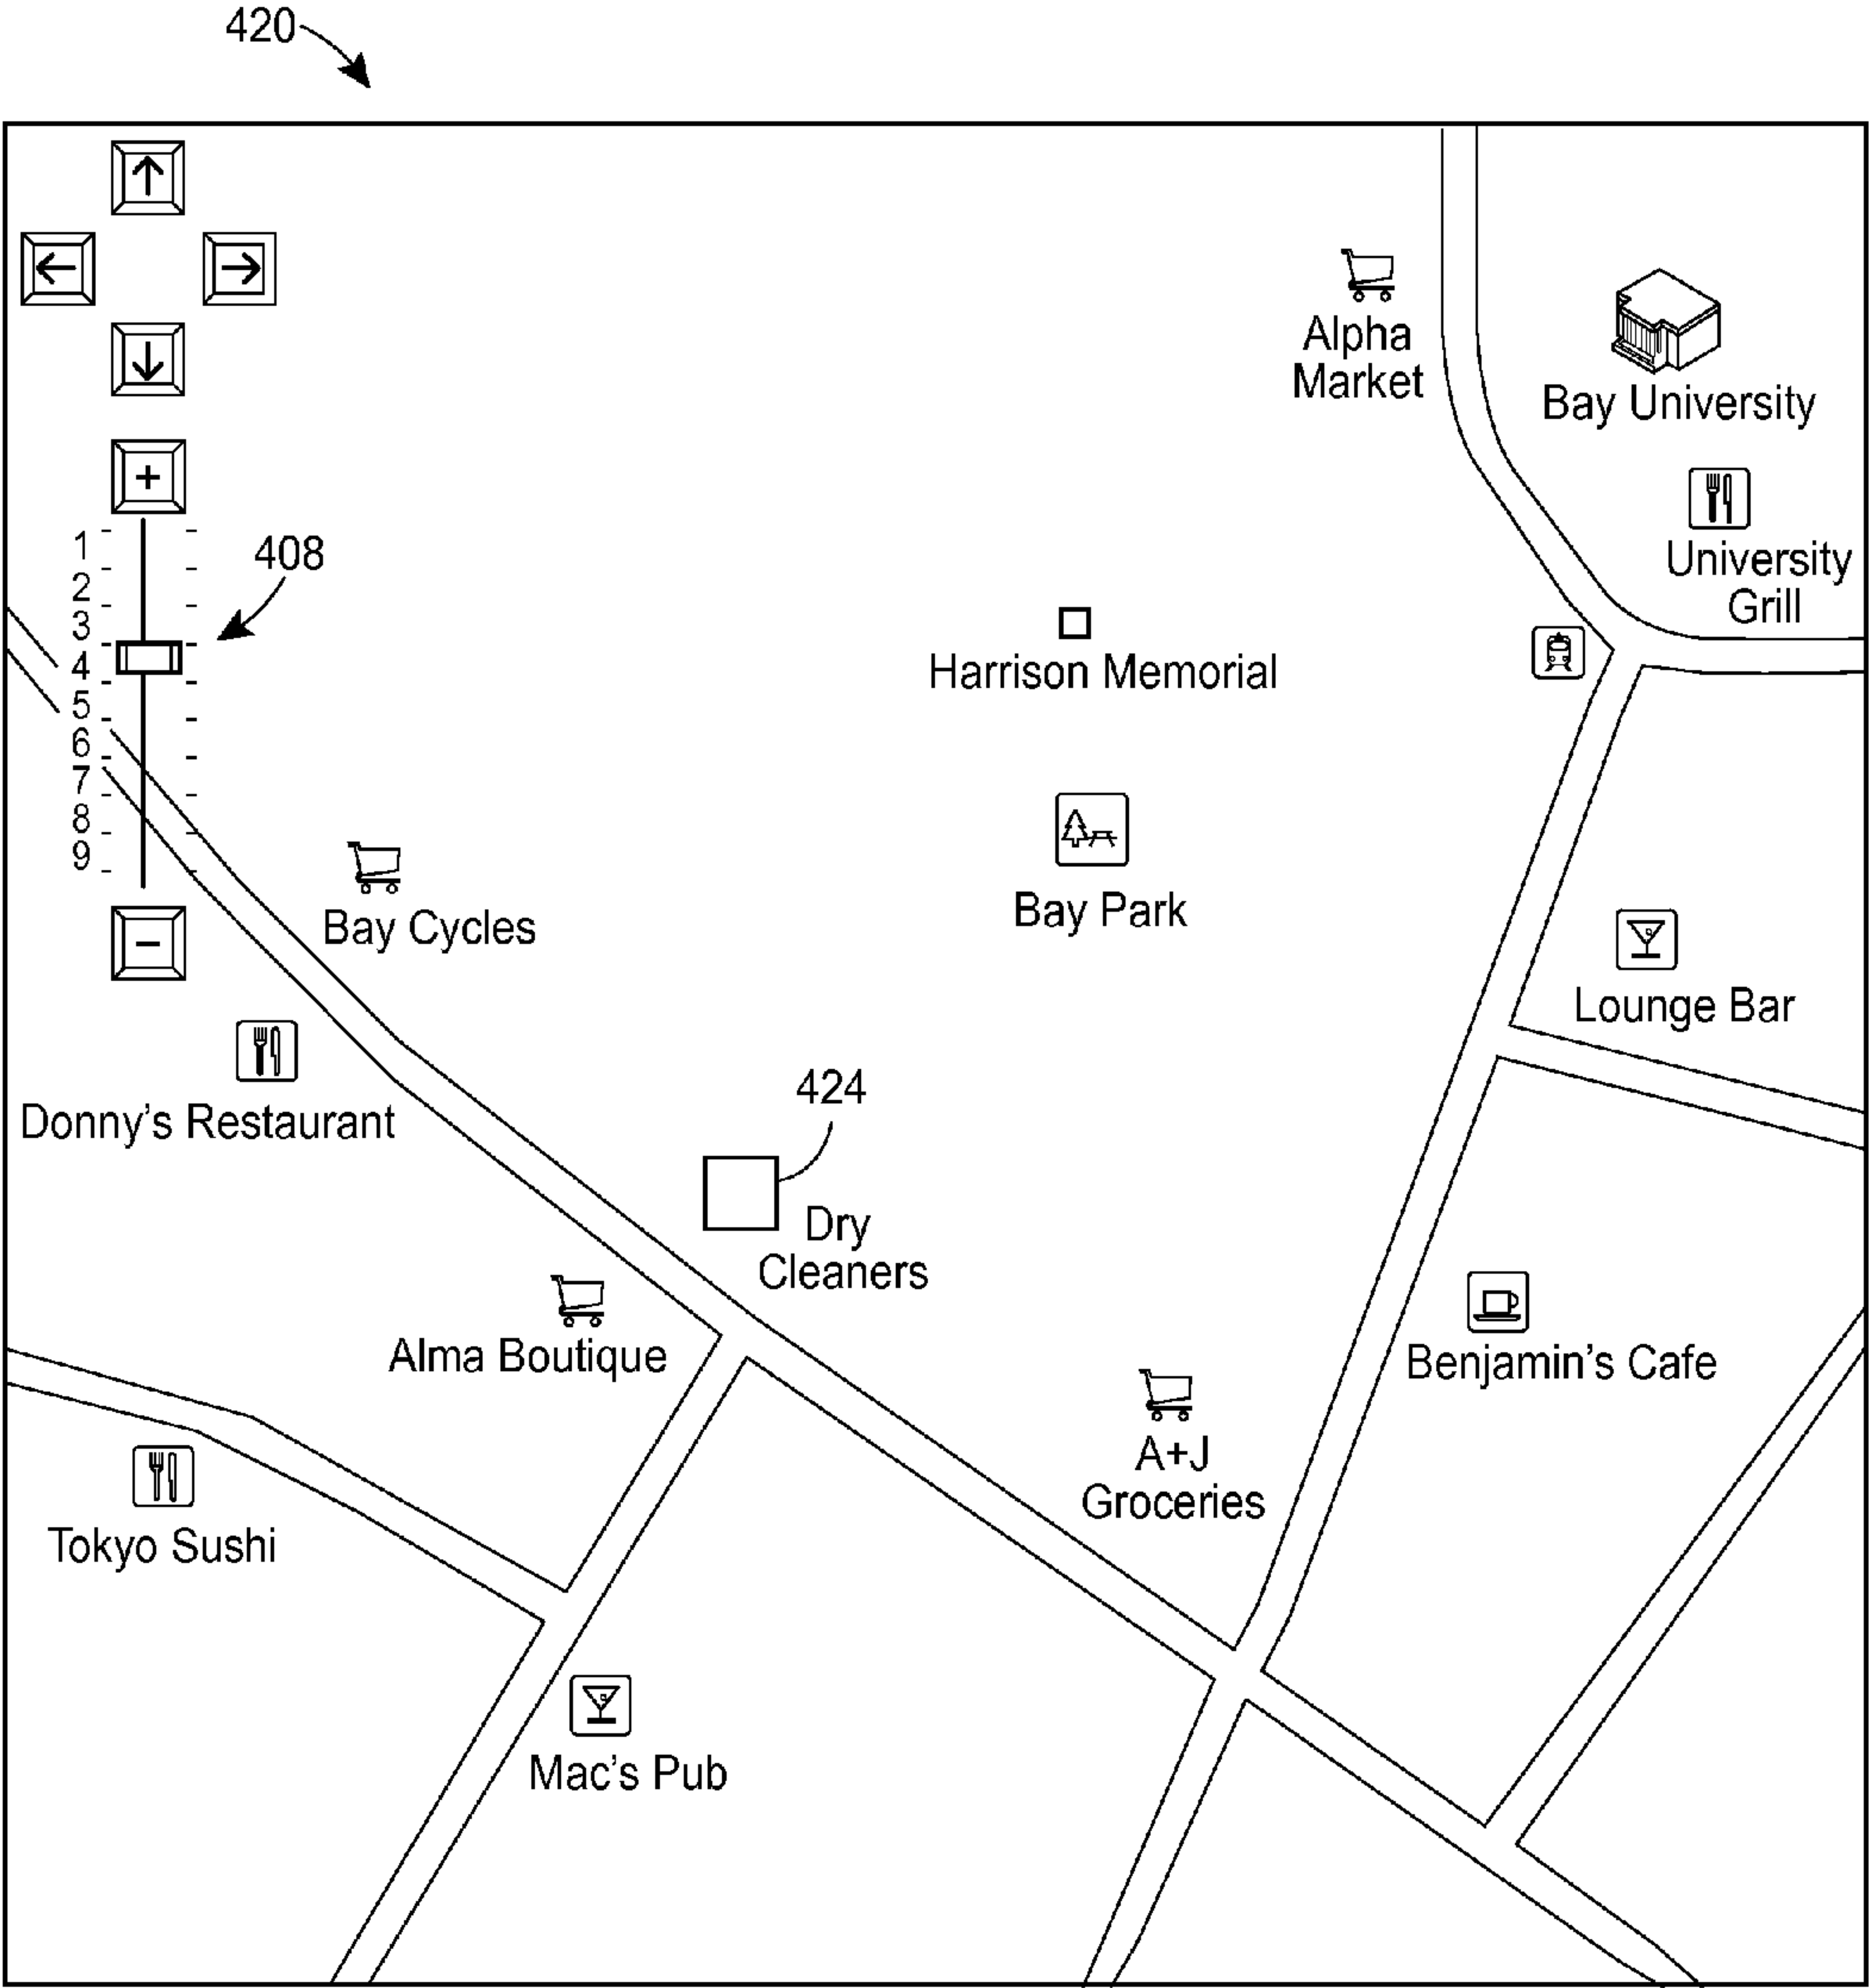 420
Alpha
Market
Bay University
+
1
2
3
4
5
6
7
8
9
408
University
Grill
Harrison Memorial
Bay Park
Bay Cycles
−
Lounge Bar
Donny's Restaurant
424
Dry
Cleaners
Alma Boutique
Benjamin's Cafe
A+J
Groceries
Tokyo Sushi
Mac's Pub